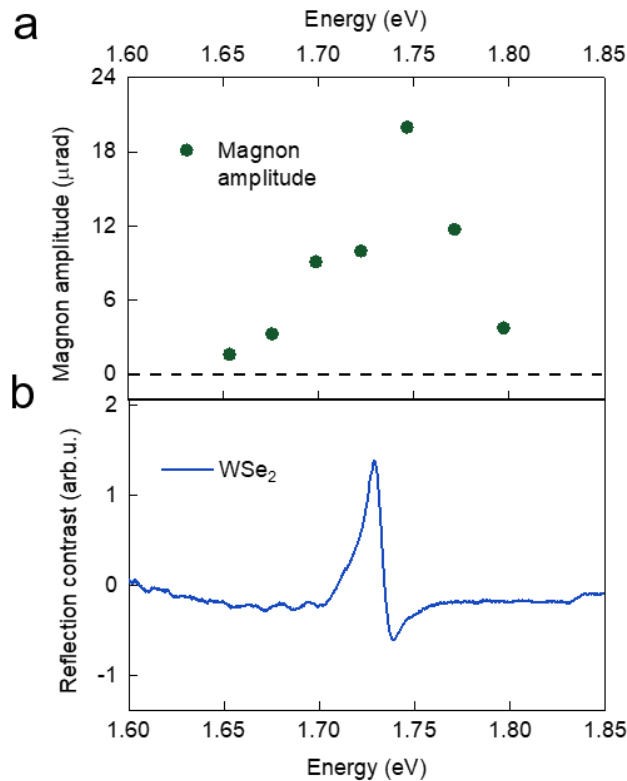 a
Energy (eV)
1.60 1.65 1.70 1.75 1.80 1.85
Magnon amplitude (μrad)
24
18
12
6
0
Magnon
amplitude
b
Reflection contrast (arb.u.)
2
1
0
-1
WSe₂
1.60 1.65 1.70 1.75 1.80 1.85
Energy (eV)